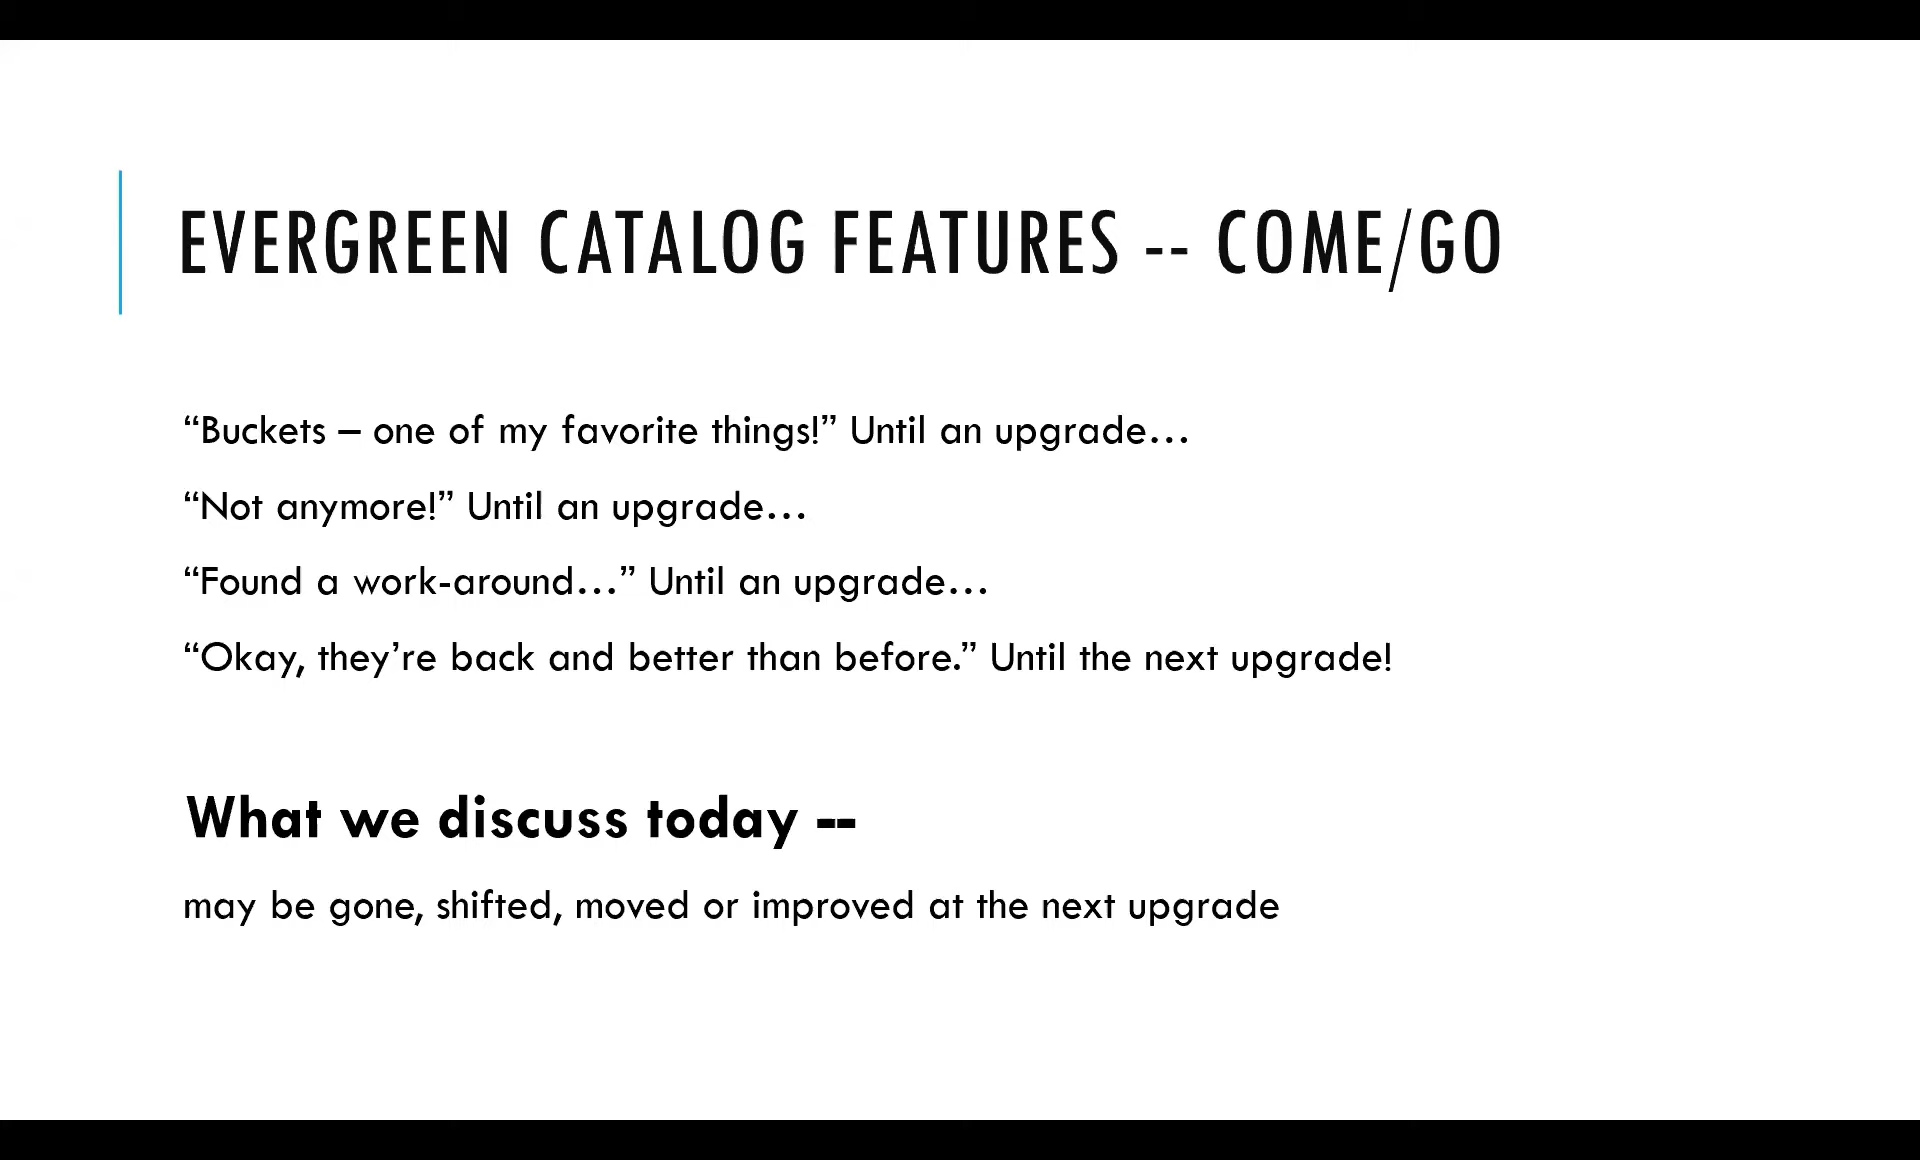 EVERGREEN CATALOG FEATURES -- COME/GO
“Buckets – one of my favorite things!” Until an upgrade…
“Not anymore!” Until an upgrade…
“Found a work-around…” Until an upgrade…
“Okay, they’re back and better than before.” Until the next upgrade!
What we discuss today --
may be gone, shifted, moved or improved at the next upgrade